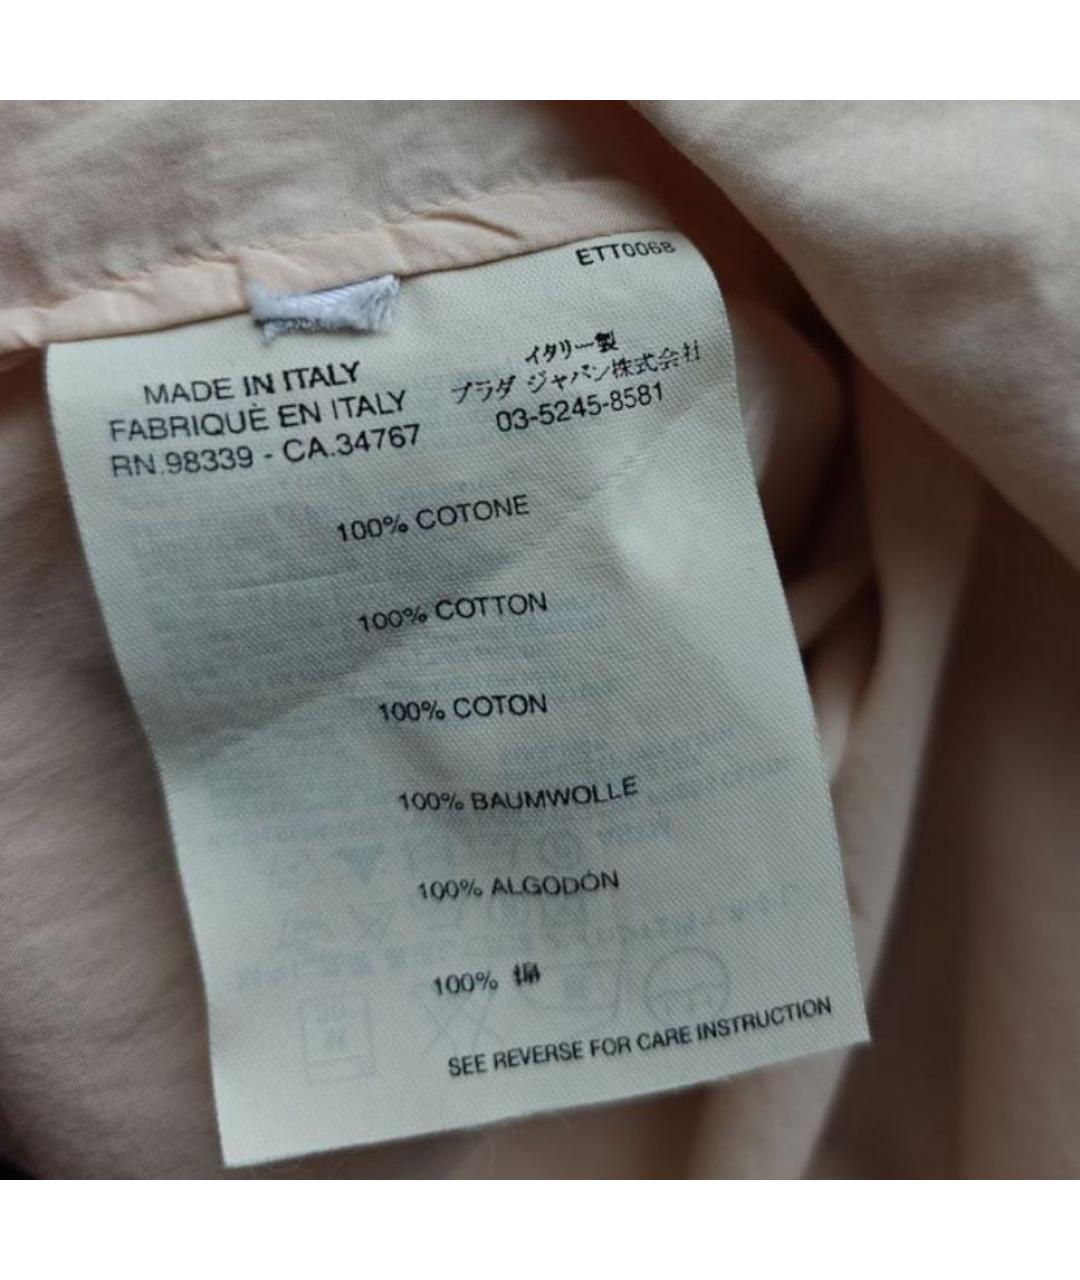 ETT0068
MADE IN ITALY
FABRIQUÈ EN ITALY
RN.98339 - CA.34767
イタリー製
プラダ ジャパン株式会社
03-5245-8581
100% COTONE
100% COTTON
100% COTON
100% BAUMWOLLE
100% ALGODÓN
100% 綿
SEE REVERSE FOR CARE INSTRUCTION